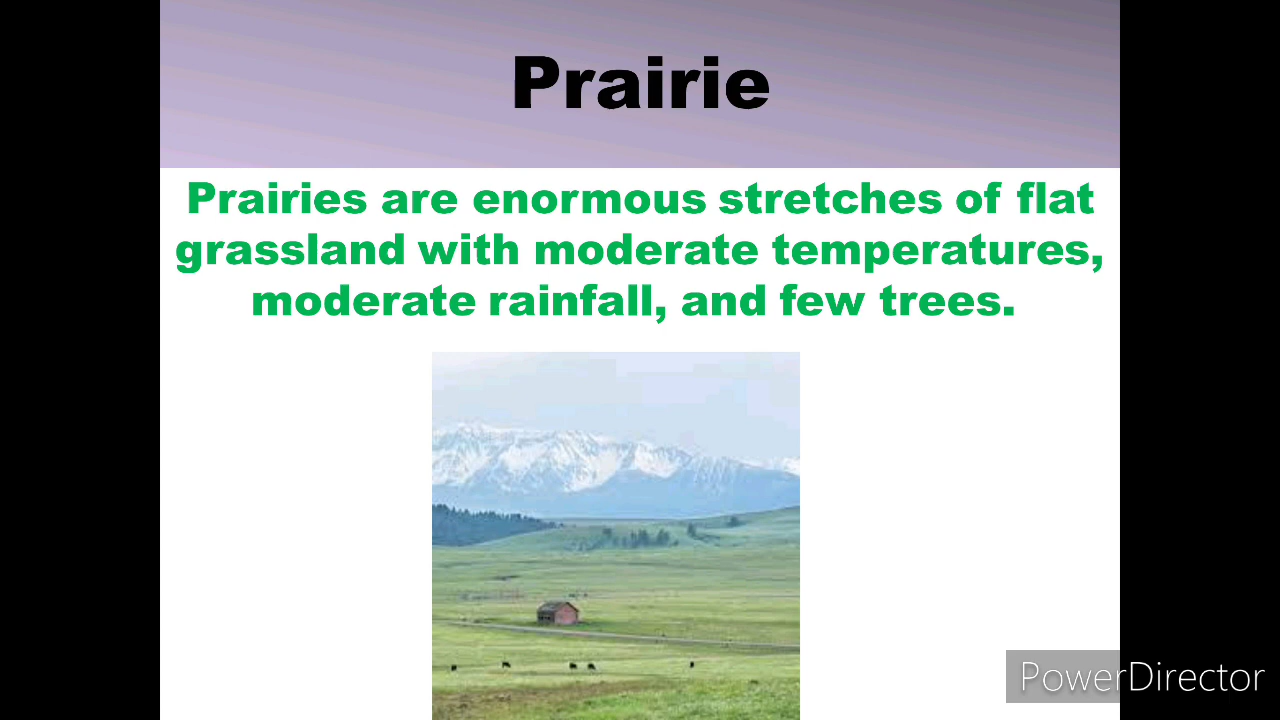 Prairie
Prairies are enormous stretches of flat
grassland with moderate temperatures,
moderate rainfall, and few trees.
PowerDirector